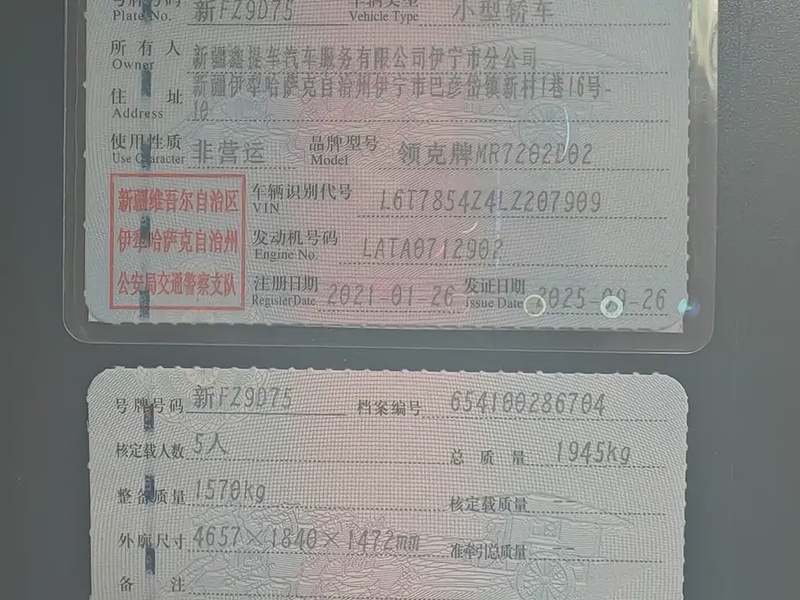 号牌号码 新FZ9D75 车辆类型 小型轿车
Plate No. Vehicle Type
所有人 新疆鑫提车汽车服务有限公司伊宁市分公司
Owner
住址 新疆伊犁哈萨克自治州伊宁市巴彦岱镇新村1巷16号-
Address 10
使用性质 非营运 品牌型号 领克牌MR7202D02
Use Character Model
新疆维吾尔自治区
伊犁哈萨克自治州
公安局交通警察支队
车辆识别代号 L6T7854Z4LZ207909
VIN
发动机号码 LATA0712902
Engine No.
注册日期 2021-01-26 发证日期 2025-09-26
Register Date Issue Date
号牌号码 新FZ9D75 档案编号 654100286704
核定载人数 5人 总质量 1945kg
整备质量 1570kg 核定载质量 --
外廓尺寸 4657×1840×1472mm 准牵引总质量 --
备注